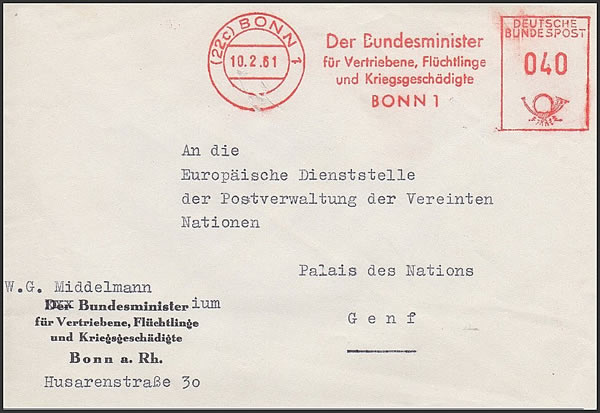 (22c) BONN 1
10.2.61
Der Bundesminister
für Vertriebene, Flüchtlinge
und Kriegsgeschädigte
BONN 1
DEUTSCHE
BUNDESPOST
040
An die
Europäische Dienststelle
der Postverwaltung der Vereinten
Nationen
Palais des Nations
Genf
W.G. Middelmann
Der Bundesministerium
für Vertriebene, Flüchtlinge
und Kriegsgeschädigte
Bonn a. Rh.
Husarenstraße 30